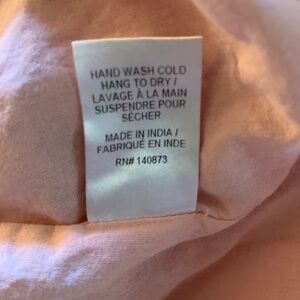 HAND WASH COLD
HANG TO DRY /
LAVAGE À LA MAIN
SUSPENDRE POUR
SÉCHER
MADE IN INDIA /
FABRIQUÉ EN INDE
RN# 140873